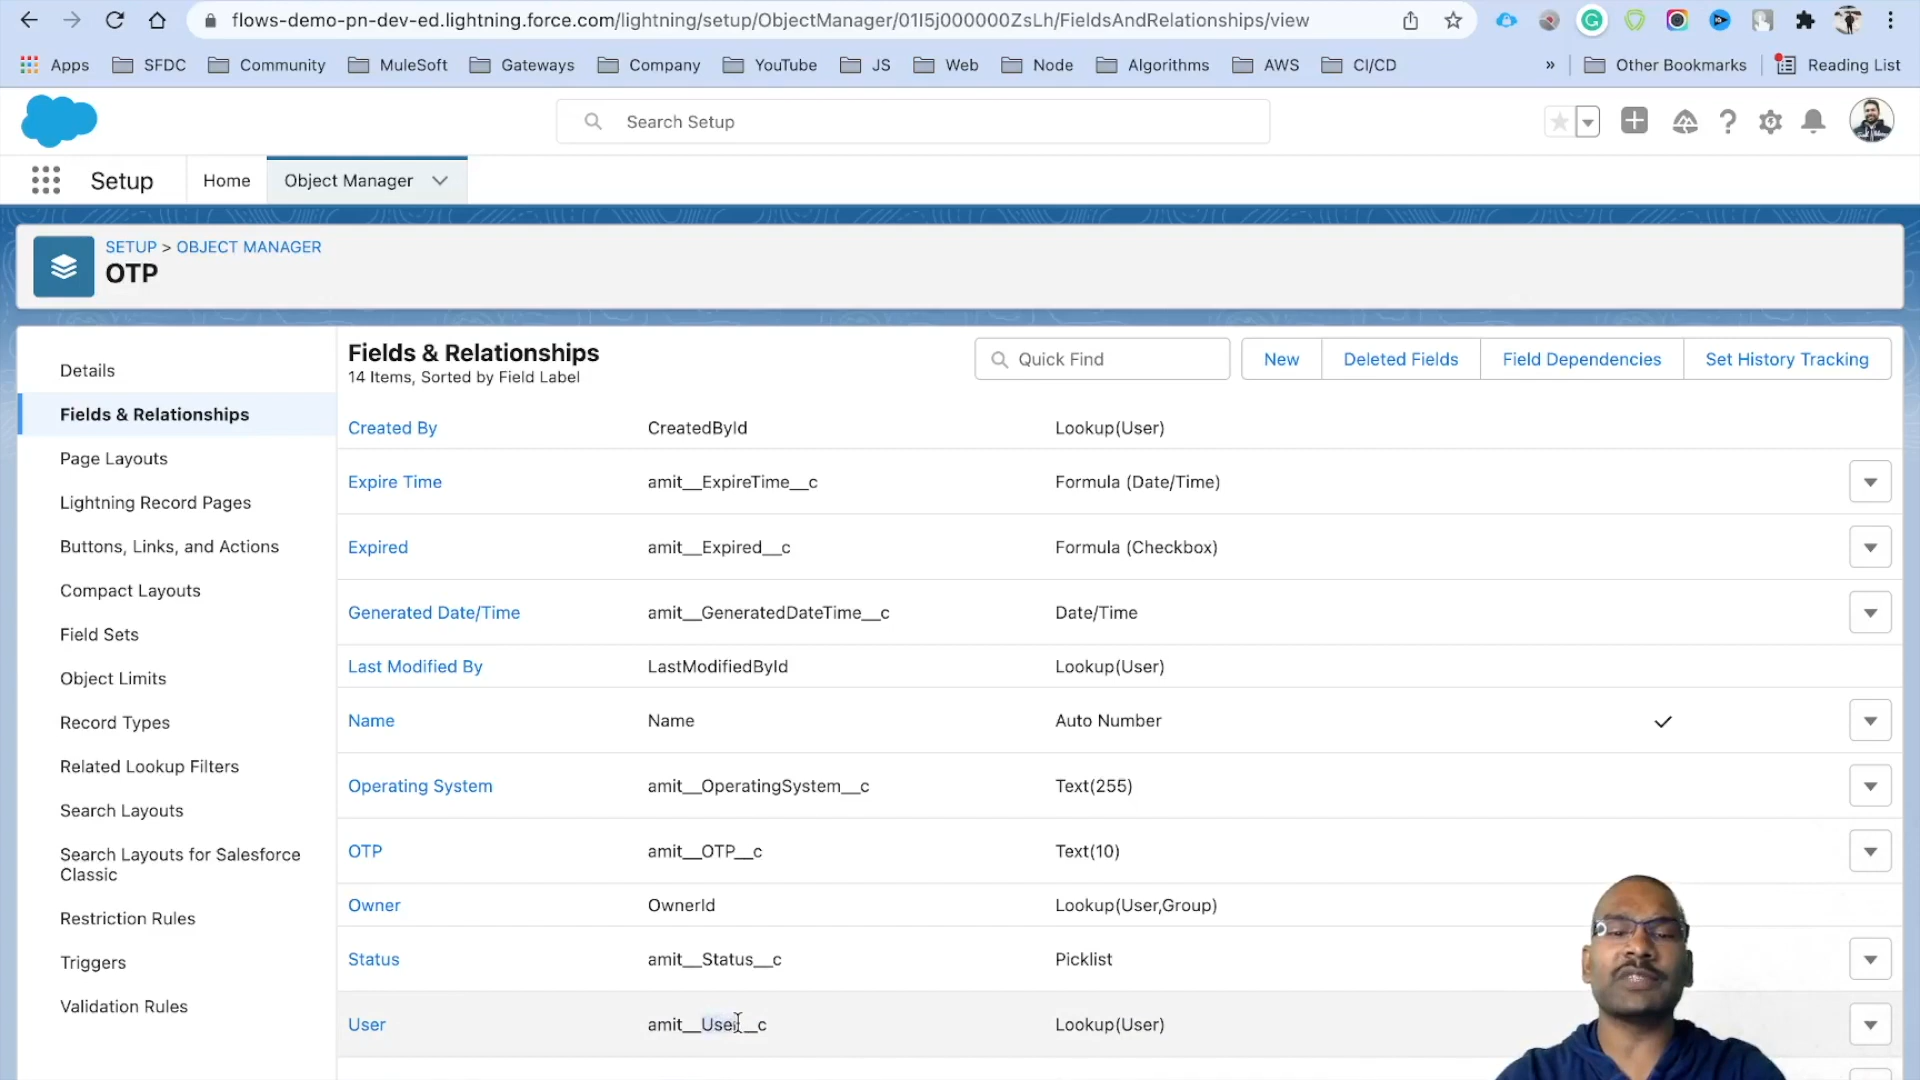 flows-demo-pn-dev-ed.lightning.force.com/lightning/setup/ObjectManager/01I5j000000ZsLh/FieldsAndRelationships/view
Apps SFDC Community MuleSoft Gateways Company YouTube JS Web Node Algorithms AWS CI/CD » Other Bookmarks Reading List
Search Setup
Setup Home Object Manager
SETUP > OBJECT MANAGER
OTP
Details
Fields & Relationships
Page Layouts
Lightning Record Pages
Buttons, Links, and Actions
Compact Layouts
Field Sets
Object Limits
Record Types
Related Lookup Filters
Search Layouts
Search Layouts for Salesforce
Classic
Restriction Rules
Triggers
Validation Rules
Fields & Relationships
14 Items, Sorted by Field Label
Quick Find New Deleted Fields Field Dependencies Set History Tracking
Created By CreatedById Lookup(User)
Expire Time amit__ExpireTime__c Formula (Date/Time)
Expired amit__Expired__c Formula (Checkbox)
Generated Date/Time amit__GeneratedDateTime__c Date/Time
Last Modified By LastModifiedById Lookup(User)
Name Name Auto Number
Operating System amit__OperatingSystem__c Text(255)
OTP amit__OTP__c Text(10)
Owner OwnerId Lookup(User,Group)
Status amit__Status__c Picklist
User amit__User__c Lookup(User)